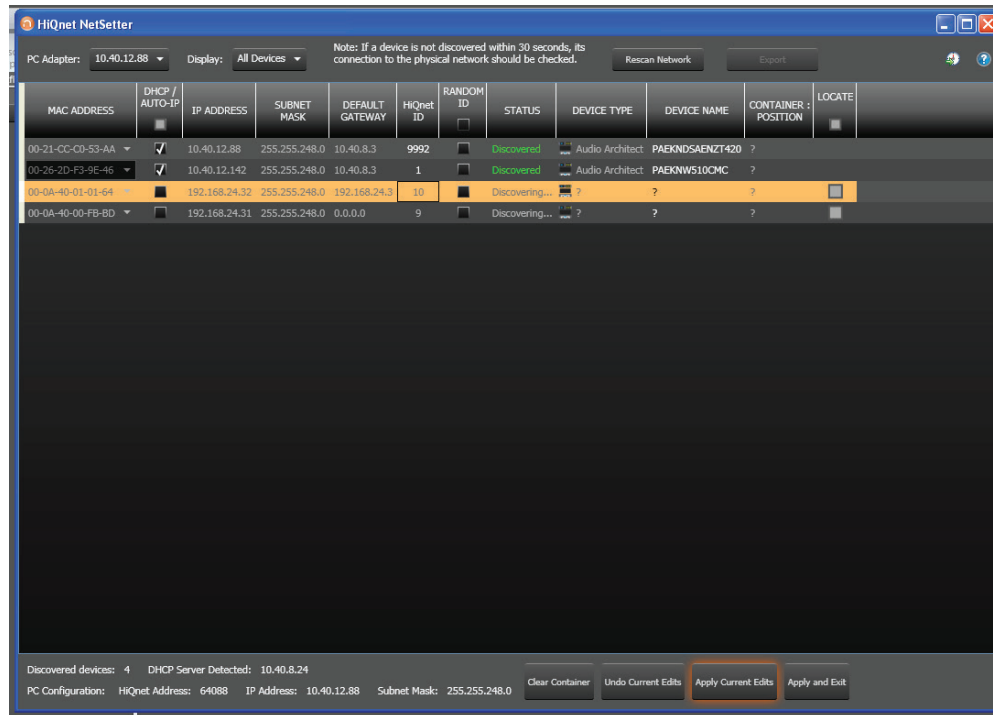 HiQnet NetSetter
PC Adapter: 10.40.12.88 Display: All Devices Note: If a device is not discovered within 30 seconds, its
connection to the physical network should be checked. Rescan Network Export
MAC ADDRESS DHCP / AUTO-IP IP ADDRESS SUBNET MASK DEFAULT GATEWAY HiQnet ID RANDOM ID STATUS DEVICE TYPE DEVICE NAME CONTAINER : POSITION LOCATE
00-21-CC-C0-53-AA 10.40.12.88 255.255.248.0 10.40.8.3 9992 Discovered Audio Architect PAEKNDSAENZT420 ?
00-26-2D-F3-9E-46 10.40.12.142 255.255.248.0 10.40.8.3 1 Discovered Audio Architect PAEKNW510CMC ?
00-0A-40-01-01-64 192.168.24.32 255.255.248.0 192.168.24.3 10 Discovering... ? ? ?
00-0A-40-00-FB-BD 192.168.24.31 255.255.248.0 0.0.0.0 9 Discovering... ? ? ?
Discovered devices: 4 DHCP Server Detected: 10.40.8.24
PC Configuration: HiQnet Address: 64088 IP Address: 10.40.12.88 Subnet Mask: 255.255.248.0
Clear Container Undo Current Edits Apply Current Edits Apply and Exit